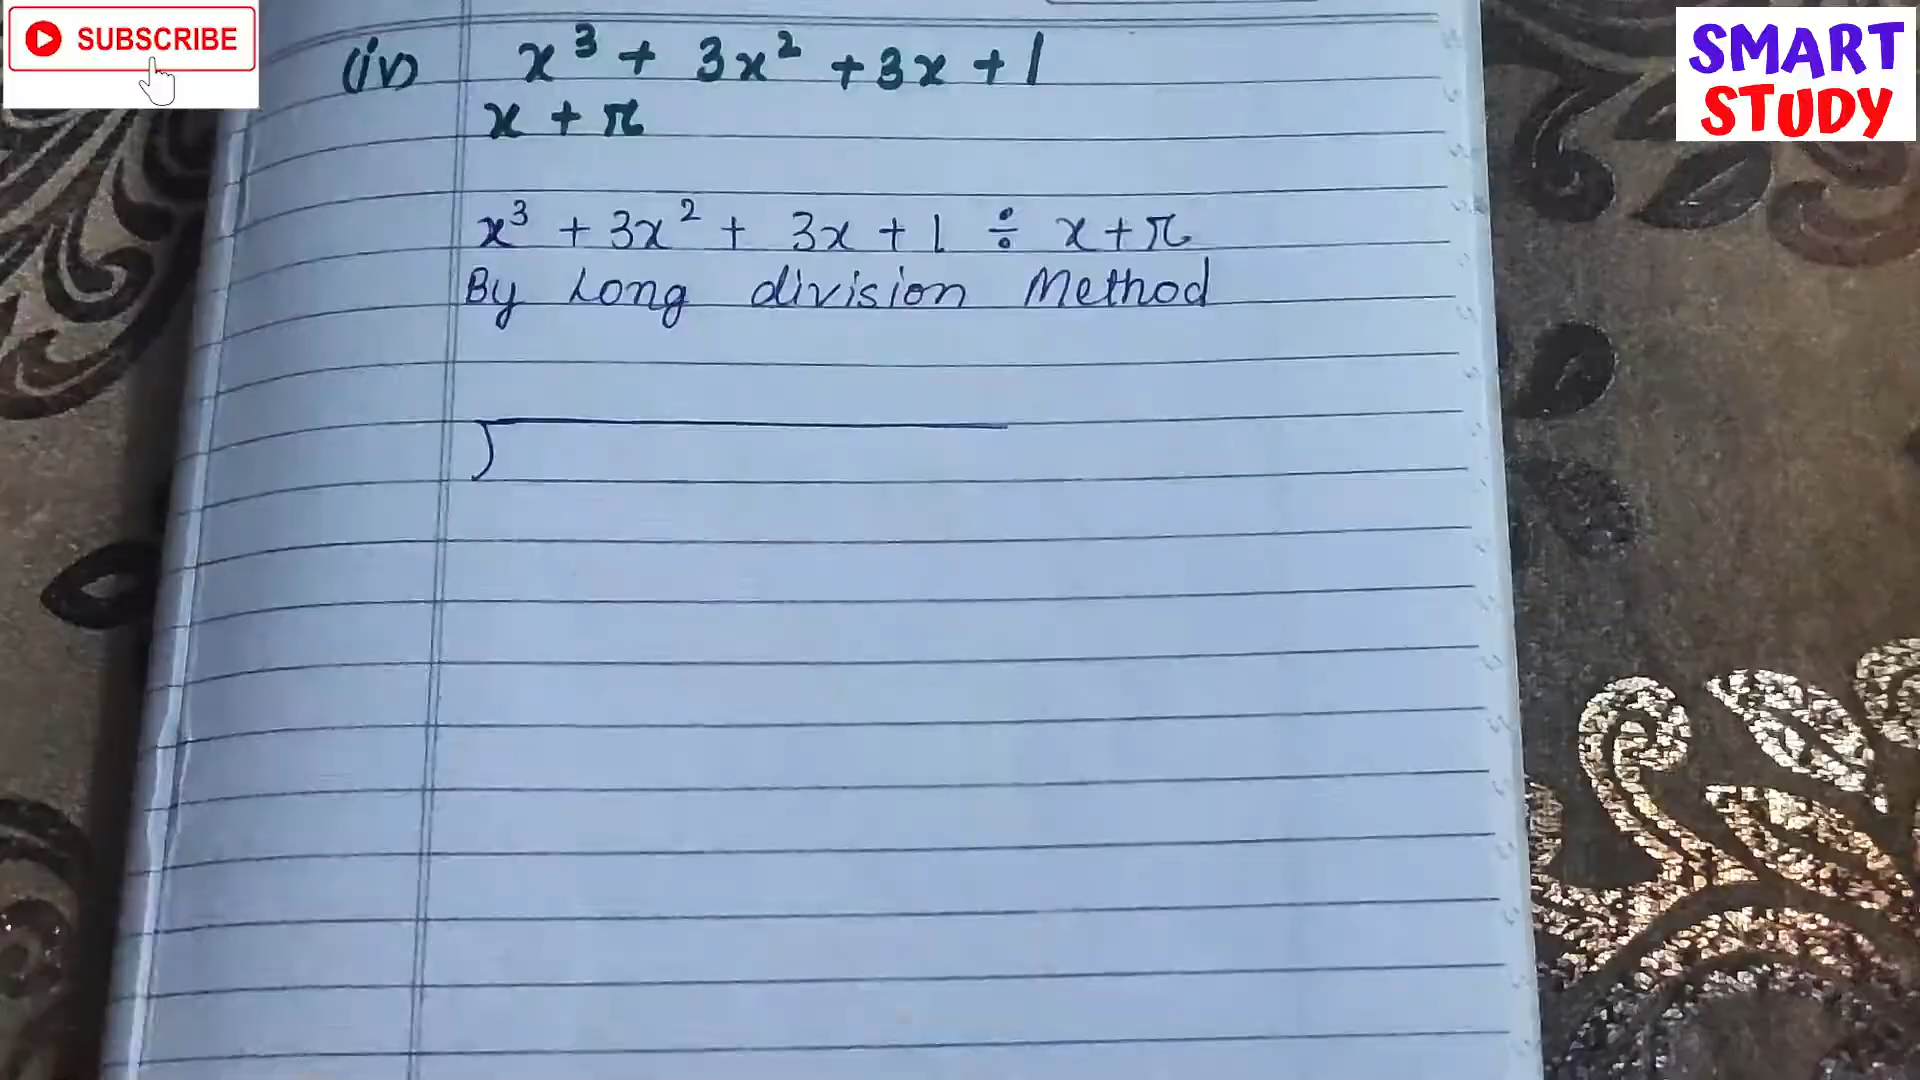 SUBSCRIBE
SMART
STUDY
(iv) x³ + 3x² + 3x + 1
x + π
x³ + 3x² + 3x + 1 ÷ x + π
By Long division Method